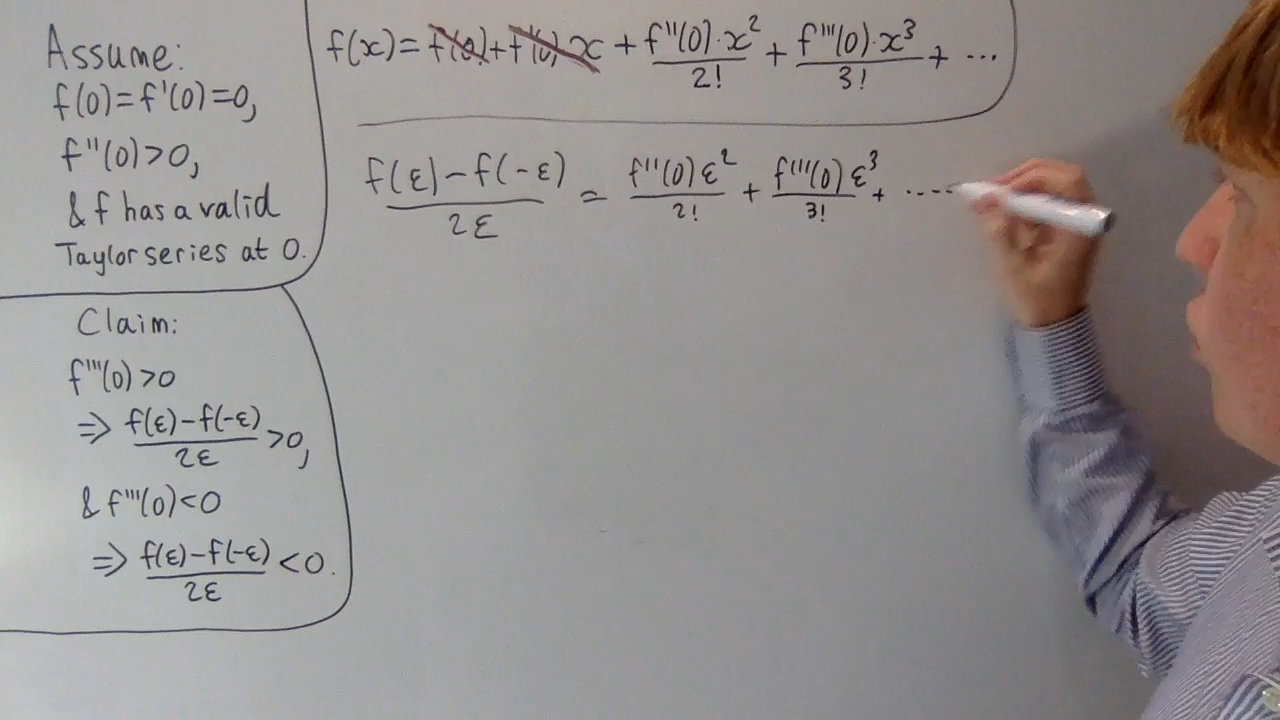 Assume:
f(0)=f'(0)=0,
f''(0)>0,
& f has a valid
Taylor series at 0.
f(x)=f(0)+f'(0)x+f''(0)·x²/2!+f'''(0)·x³/3!+...
(f(ε)-f(-ε))/2ε=f'''(0)ε²/2!+f''''(0)ε³/3!+.....
Claim:
f'''(0)>0
⇒ (f(ε)-f(-ε))/2ε>0,
& f'''(0)<0
⇒ (f(ε)-f(-ε))/2ε<0.